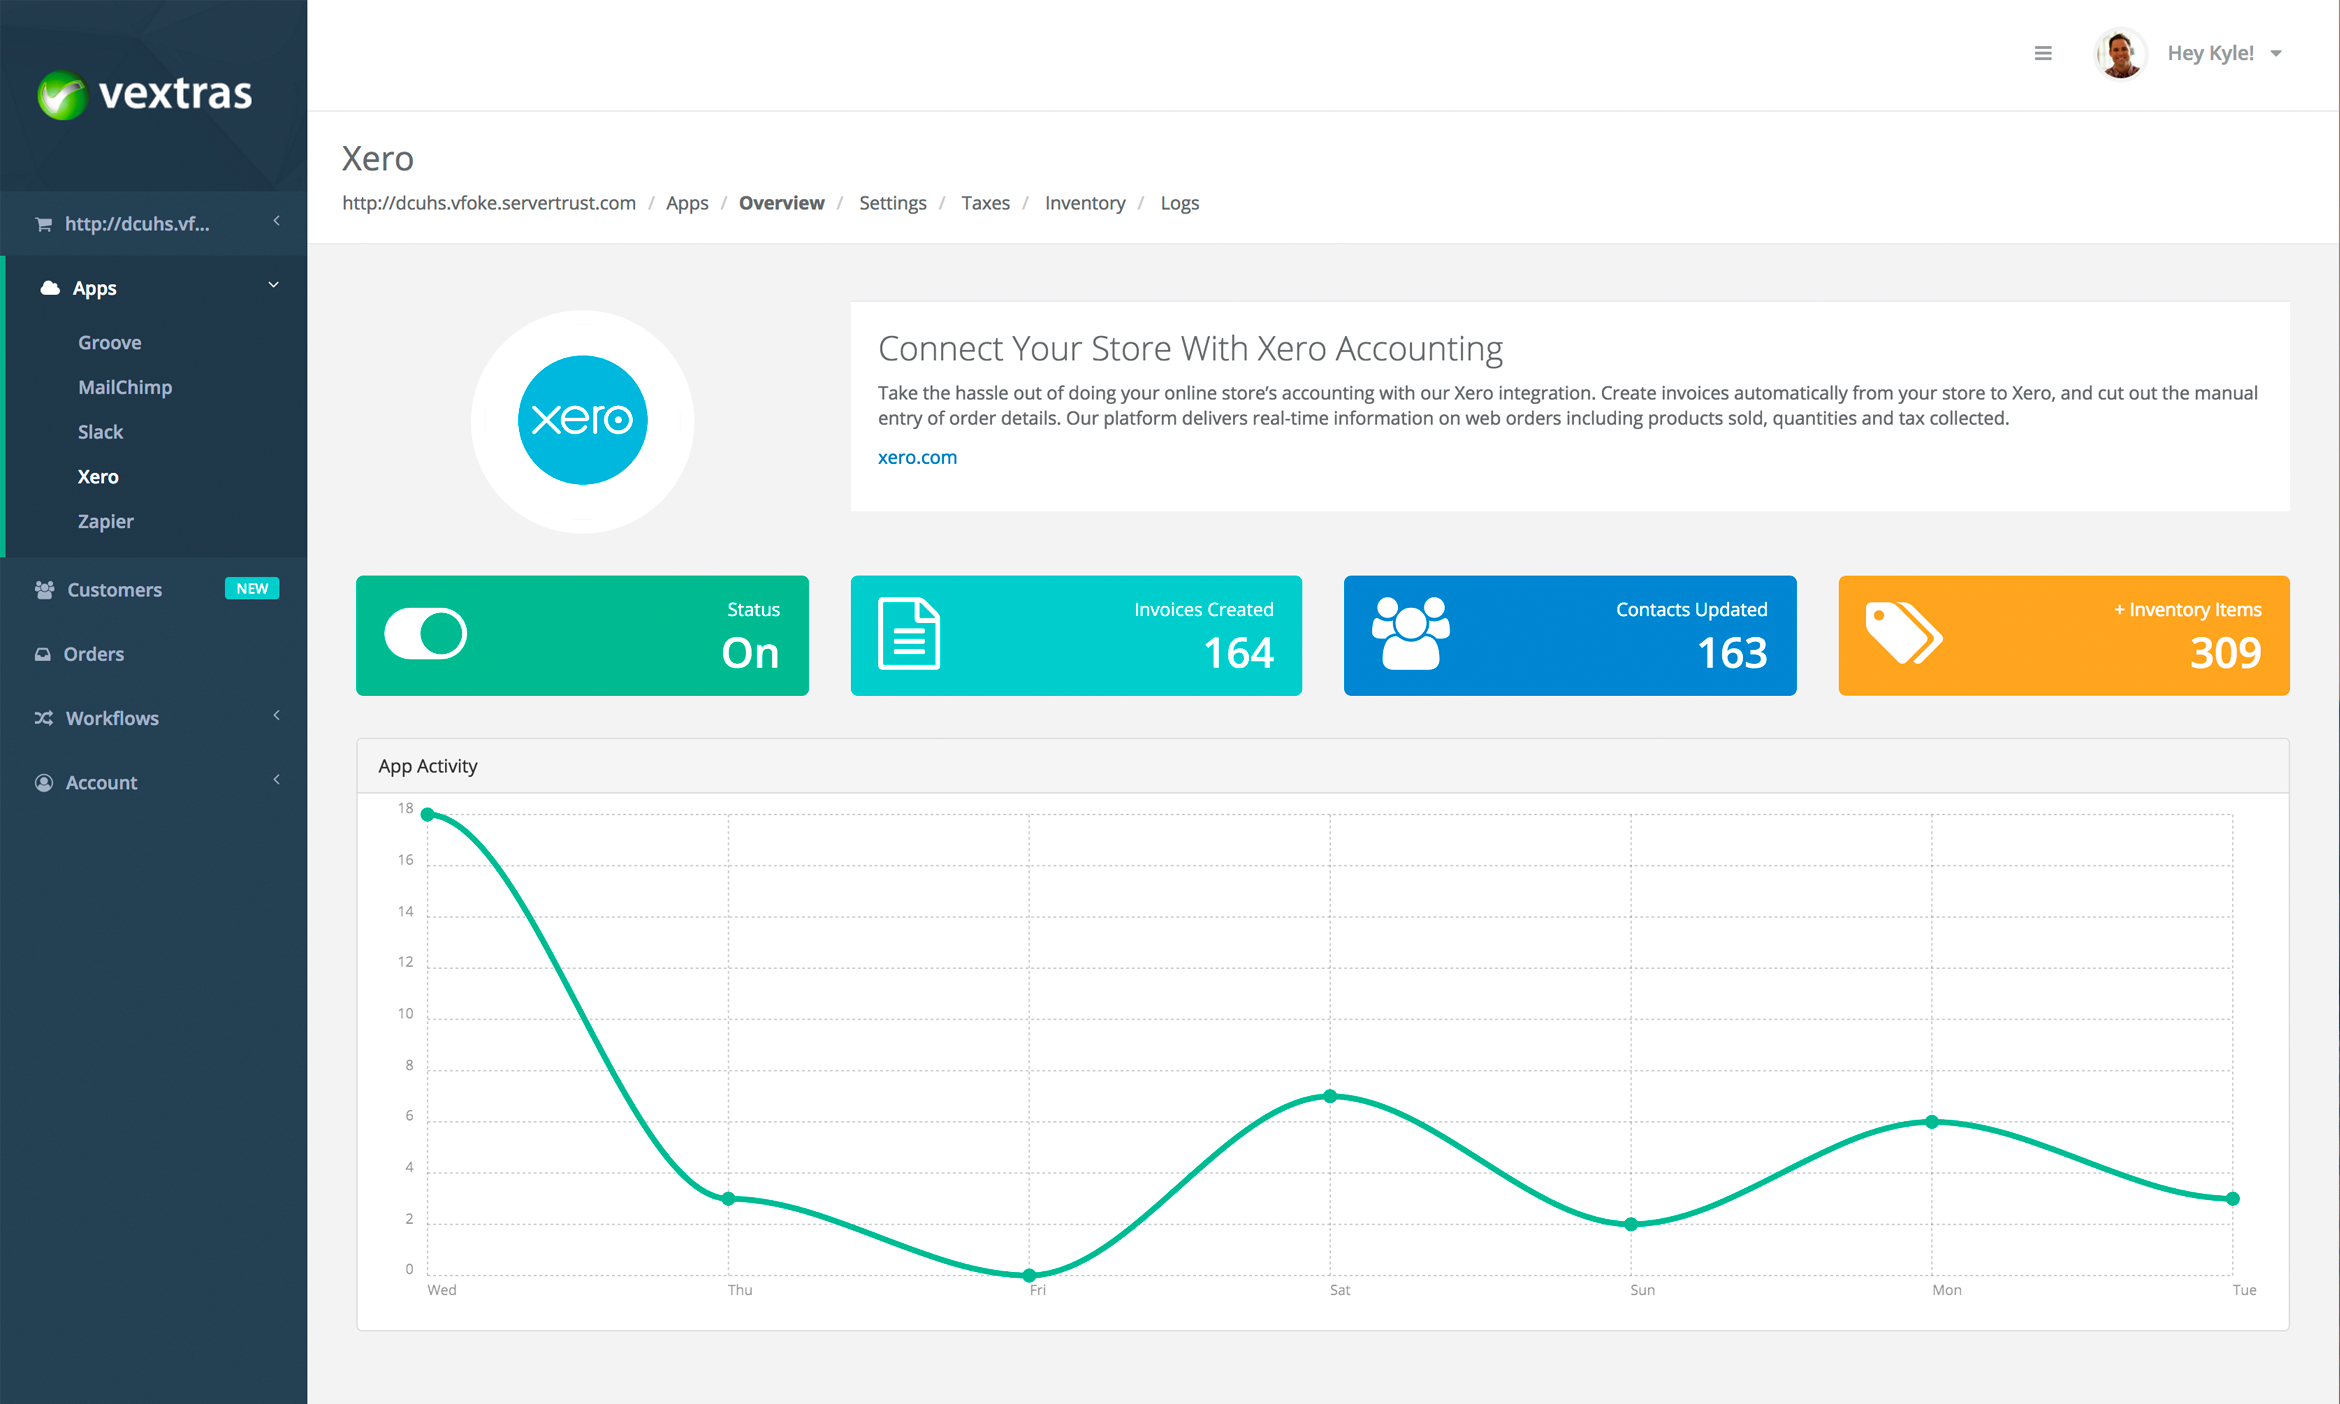 vextras
Hey Kyle!
Xero
http://dcuhs.vfoke.servertrust.com / Apps / Overview / Settings / Taxes / Inventory / Logs
http://dcuhs.vf...
Apps
Groove
MailChimp
Slack
Xero
Zapier
Customers NEW
Orders
Workflows
Account
xero
Connect Your Store With Xero Accounting
Take the hassle out of doing your online store’s accounting with our Xero integration. Create invoices automatically from your store to Xero, and cut out the manual
entry of order details. Our platform delivers real-time information on web orders including products sold, quantities and tax collected.
xero.com
Status
On
Invoices Created
164
Contacts Updated
163
+ Inventory Items
309
App Activity
18
16
14
12
10
8
6
4
2
0
Wed Thu Fri Sat Sun Mon Tue